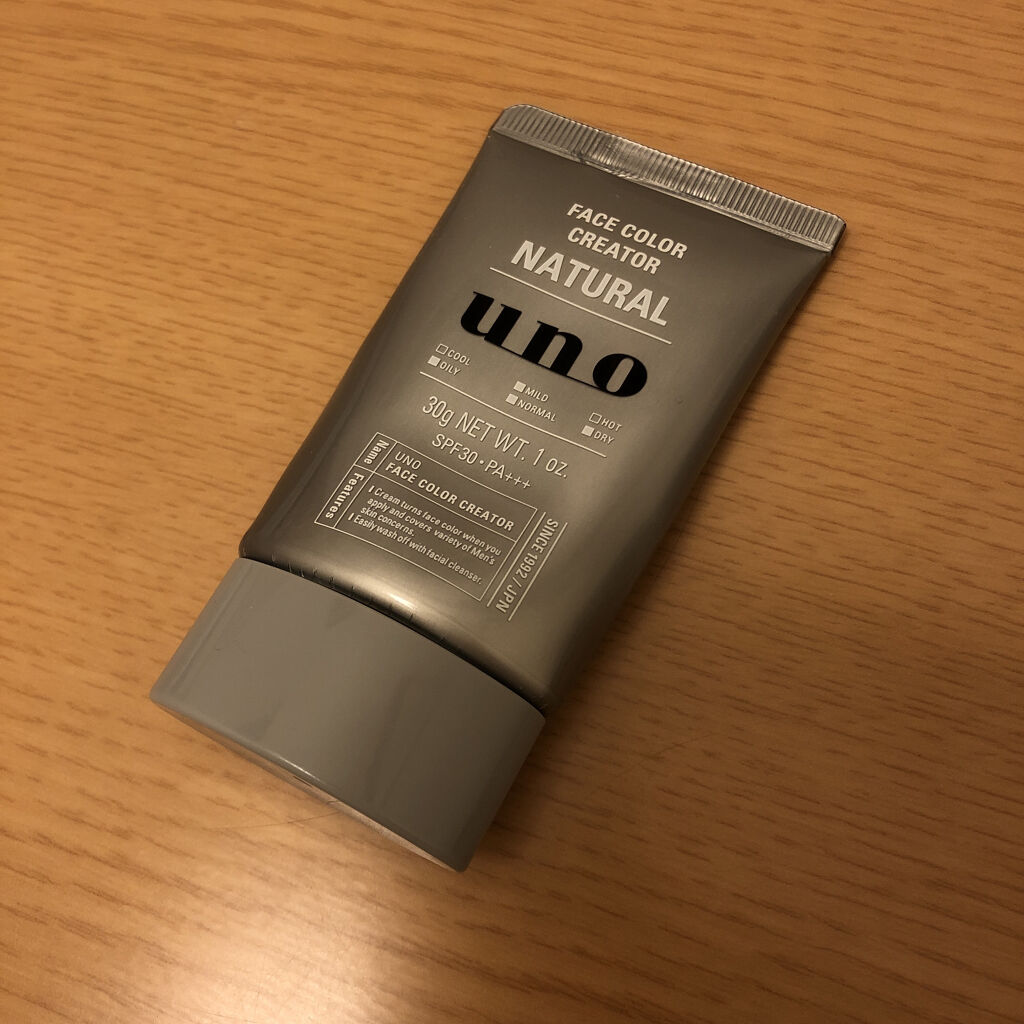 FACE COLOR
CREATOR
NATURAL
uno
COOL
OILY
MILD
NORMAL
HOT
DRY
30g NET WT. 1 OZ.
SPF30・PA+++
Name
UNO
FACE COLOR CREATOR
Features
Cream turns face color when you
apply and covers variety of Men's
skin concerns.
Easily wash off with facial cleanser.
SINCE 1992 / JPN